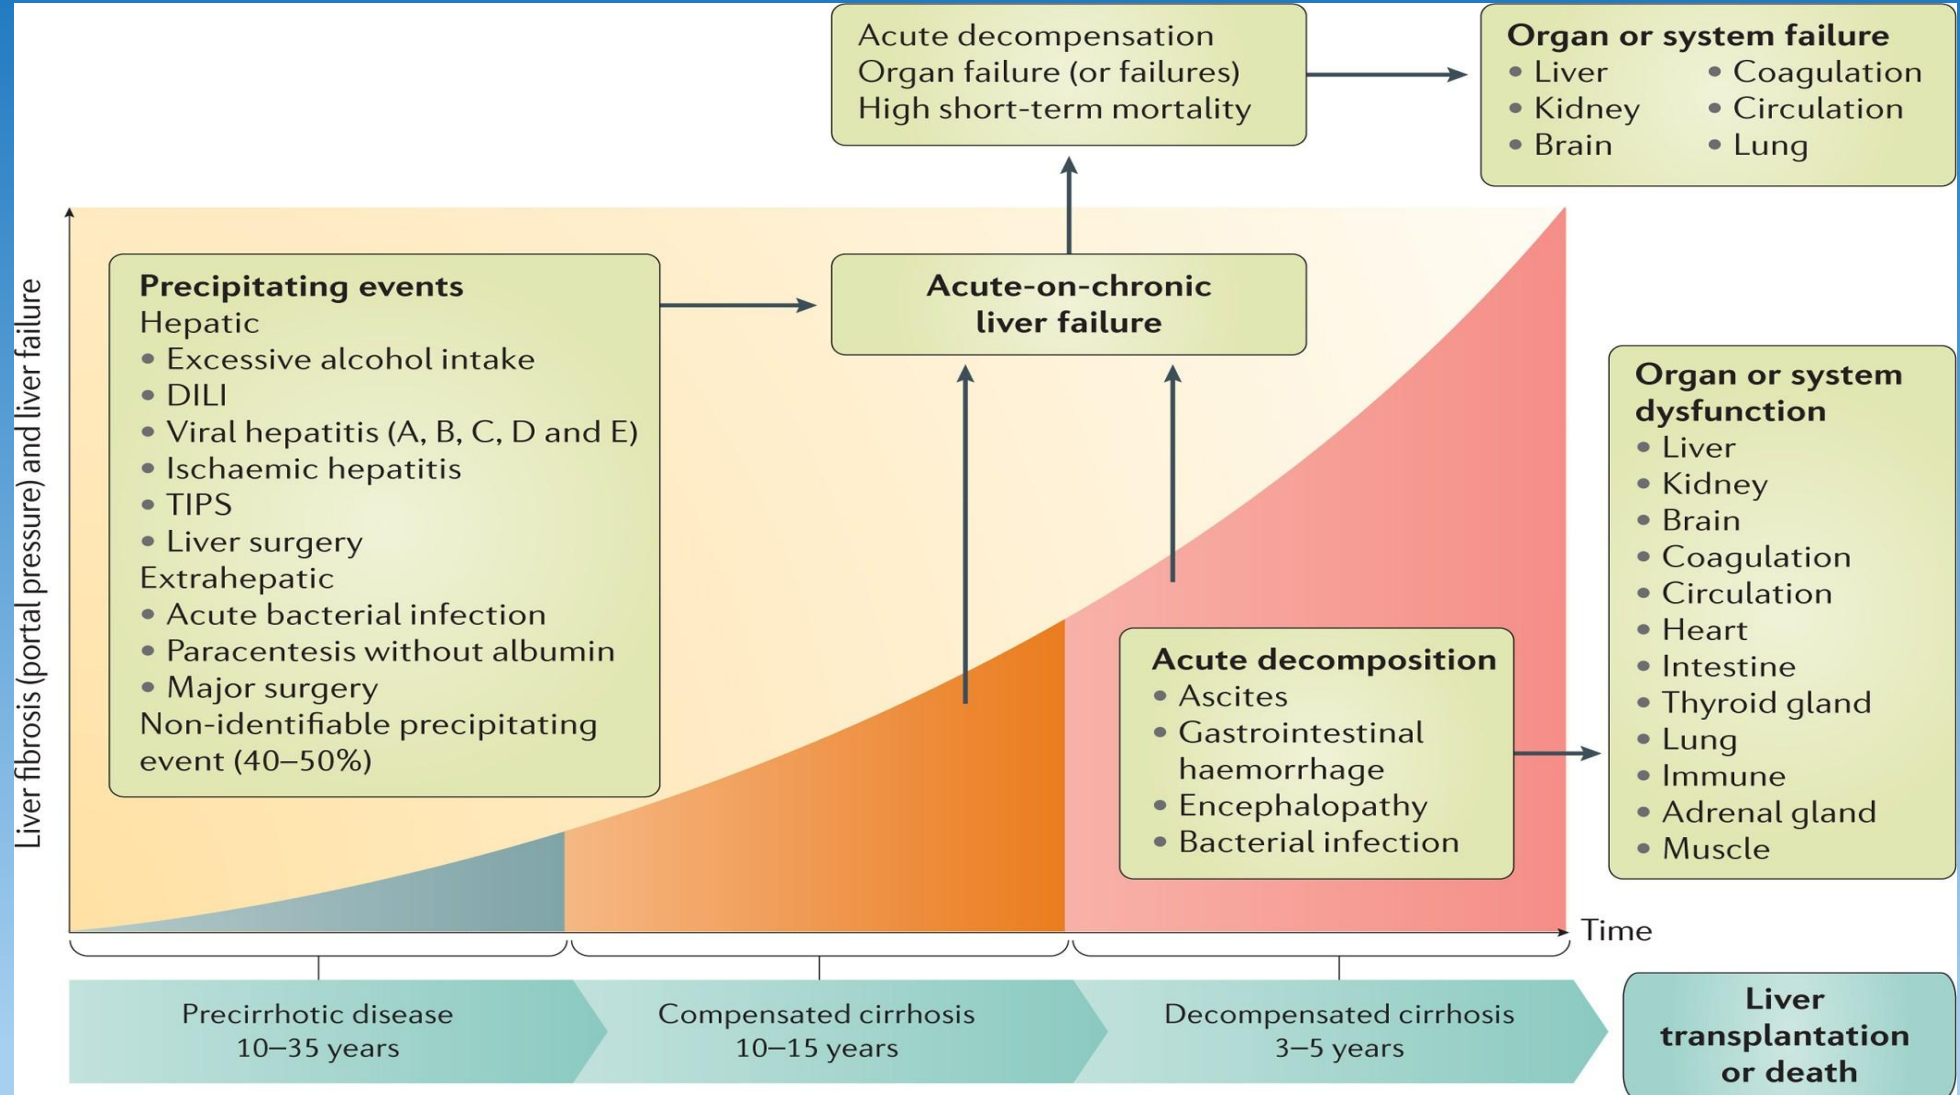 Acute decompensation
Organ failure (or failures)
High short-term mortality
Organ or system failure
• Liver
• Kidney
• Brain
• Coagulation
• Circulation
• Lung
Liver fibrosis (portal pressure) and liver failure
Precipitating events
Hepatic
• Excessive alcohol intake
• DILI
• Viral hepatitis (A, B, C, D and E)
• Ischaemic hepatitis
• TIPS
• Liver surgery
Extrahepatic
• Acute bacterial infection
• Paracentesis without albumin
• Major surgery
Non-identifiable precipitating
event (40–50%)
Acute-on-chronic
liver failure
Acute decomposition
• Ascites
• Gastrointestinal
haemorrhage
• Encephalopathy
• Bacterial infection
Organ or system
dysfunction
• Liver
• Kidney
• Brain
• Coagulation
• Circulation
• Heart
• Intestine
• Thyroid gland
• Lung
• Immune
• Adrenal gland
• Muscle
Time
Precirrhotic disease
10–35 years
Compensated cirrhosis
10–15 years
Decompensated cirrhosis
3–5 years
Liver
transplantation
or death